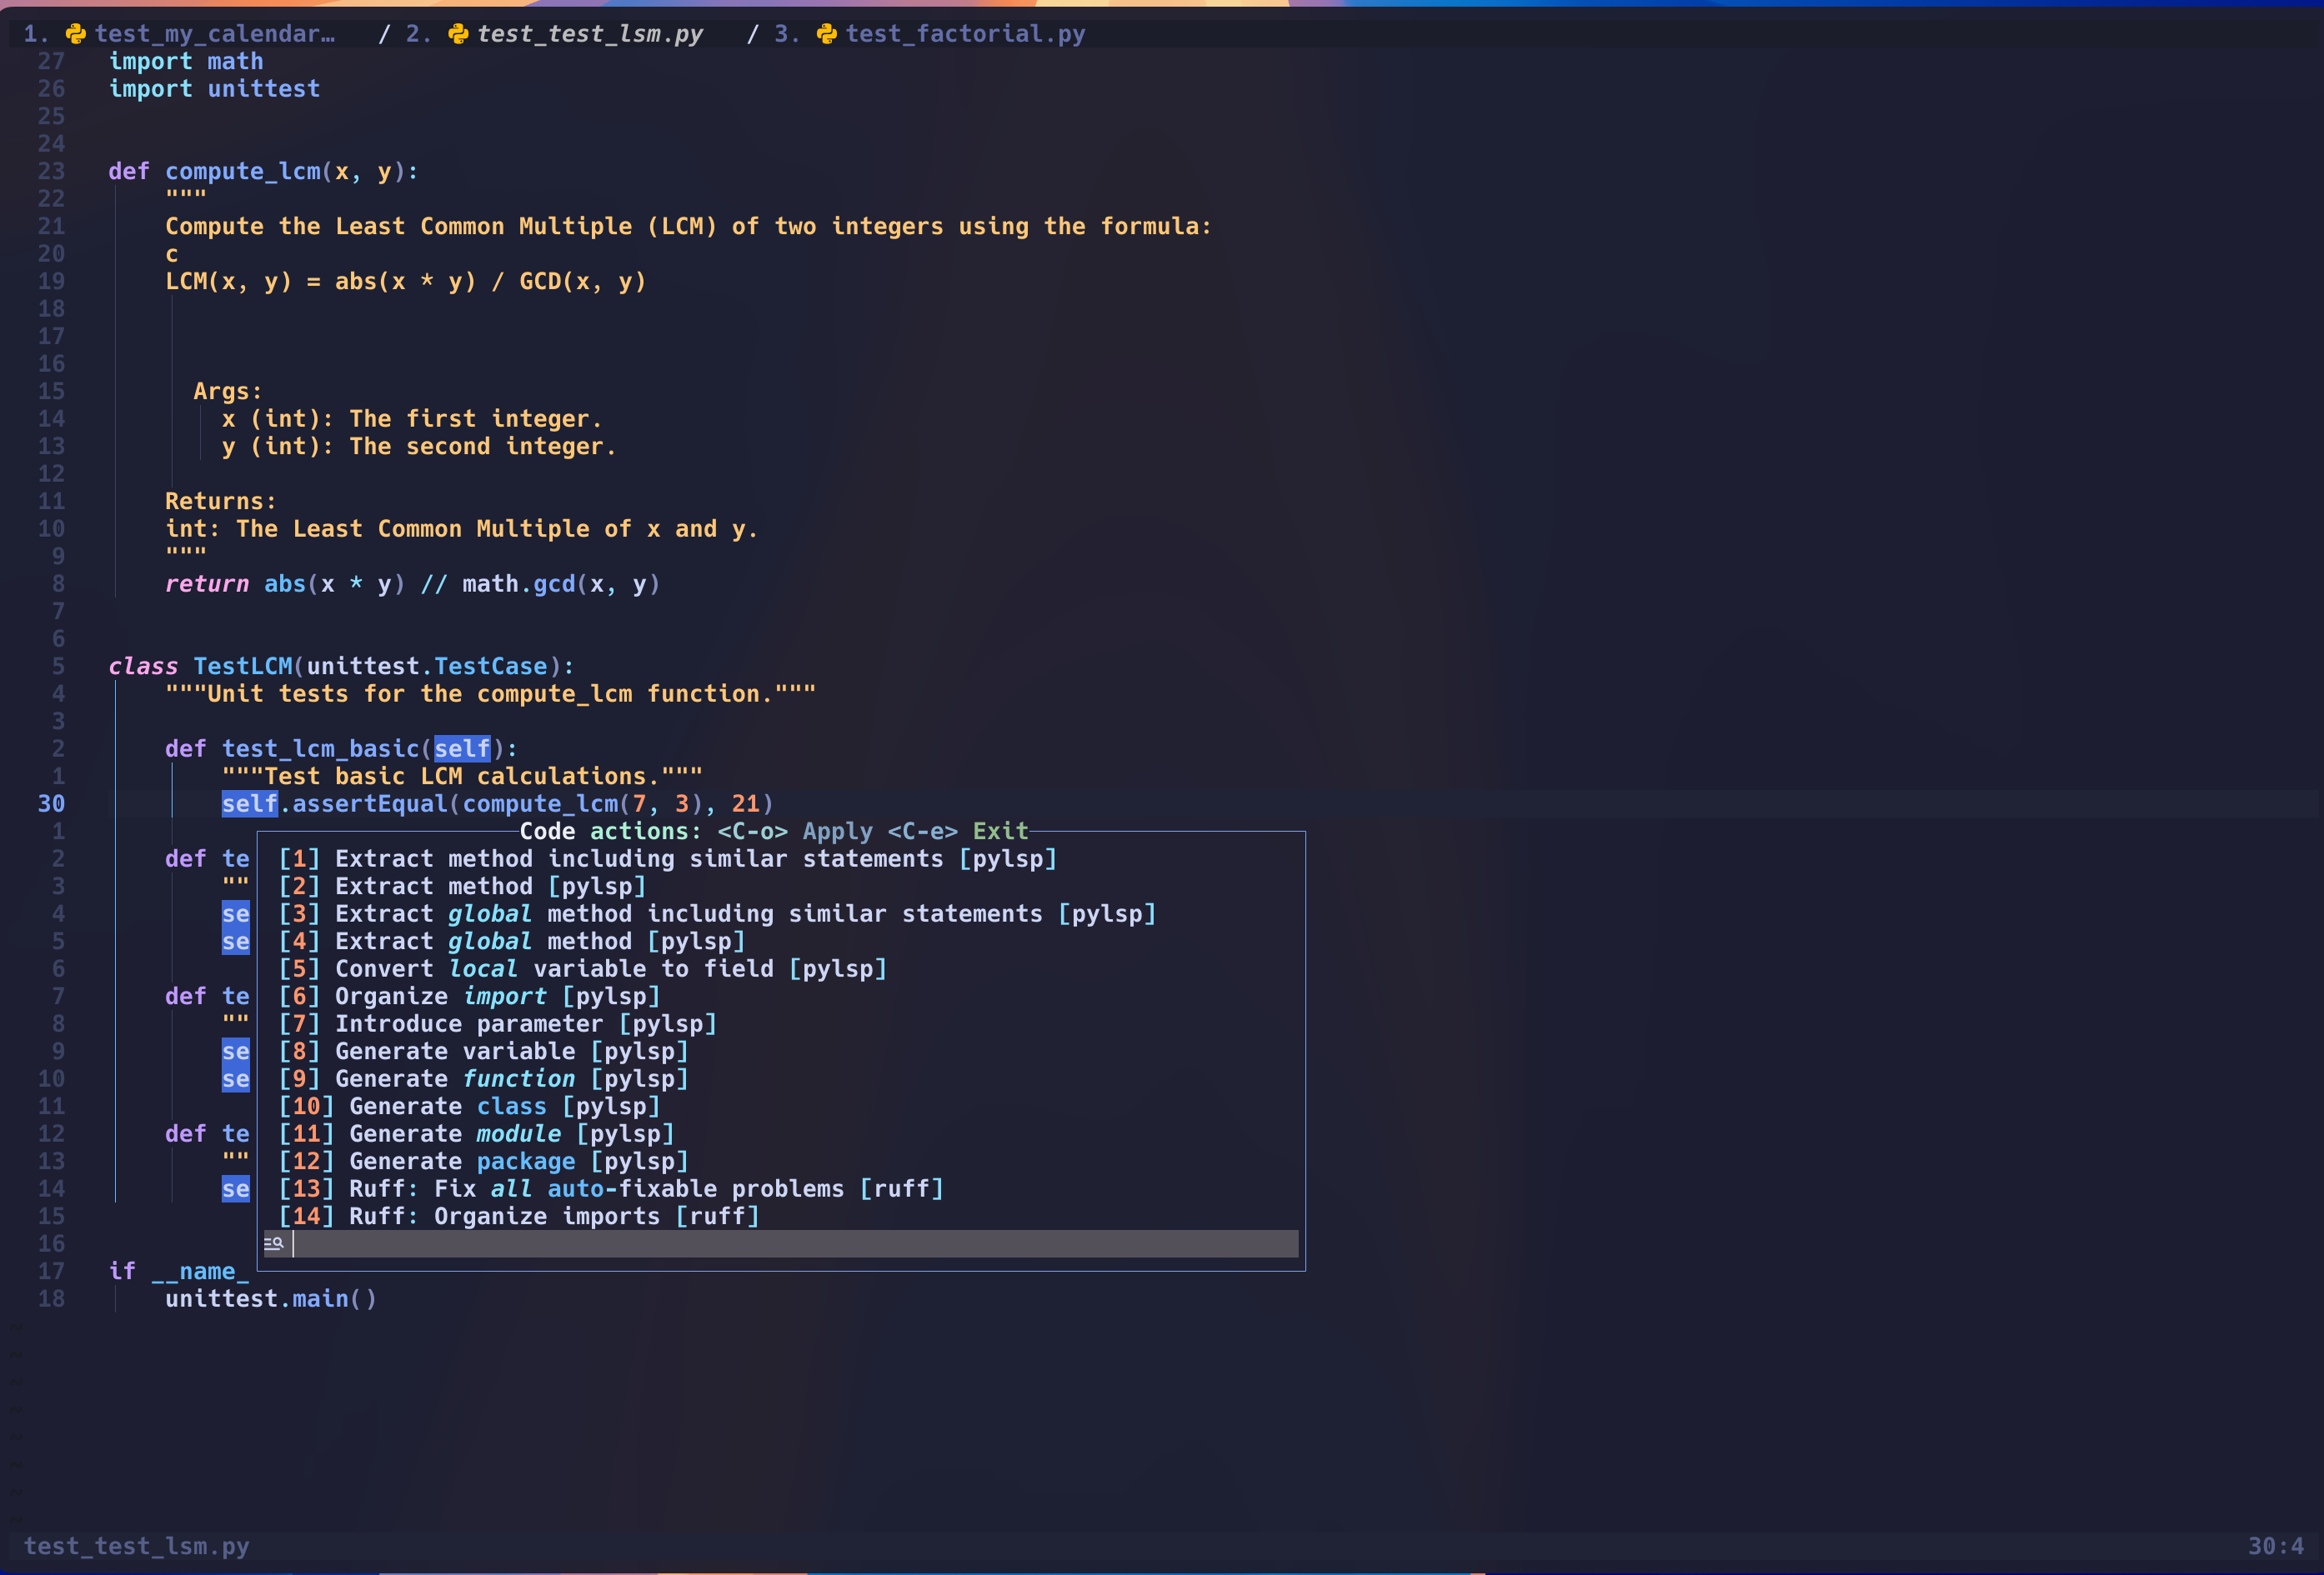 1. test_my_calendar… / 2. test_test_lsm.py / 3. test_factorial.py
27 import math
26 import unittest
25
24
23 def compute_lcm(x, y):
22 """
21 Compute the Least Common Multiple (LCM) of two integers using the formula:
20 c
19 LCM(x, y) = abs(x * y) / GCD(x, y)
18
17
16
15 Args:
14 x (int): The first integer.
13 y (int): The second integer.
12
11 Returns:
10 int: The Least Common Multiple of x and y.
9 """
8 return abs(x * y) // math.gcd(x, y)
7
6
5 class TestLCM(unittest.TestCase):
4 """Unit tests for the compute_lcm function."""
3
2 def test_lcm_basic(self):
1 """Test basic LCM calculations."""
30 self.assertEqual(compute_lcm(7, 3), 21)
1 Code actions: <C-o> Apply <C-e> Exit
2 def te [1] Extract method including similar statements [pylsp]
3 "" [2] Extract method [pylsp]
4 se [3] Extract global method including similar statements [pylsp]
5 se [4] Extract global method [pylsp]
6 [5] Convert local variable to field [pylsp]
7 def te [6] Organize import [pylsp]
8 "" [7] Introduce parameter [pylsp]
9 se [8] Generate variable [pylsp]
10 se [9] Generate function [pylsp]
11 [10] Generate class [pylsp]
12 def te [11] Generate module [pylsp]
13 "" [12] Generate package [pylsp]
14 se [13] Ruff: Fix all auto-fixable problems [ruff]
15 [14] Ruff: Organize imports [ruff]
16
17 if __name_
18 unittest.main()
~
~
~
~
~
~
~
~
test_test_lsm.py 30:4